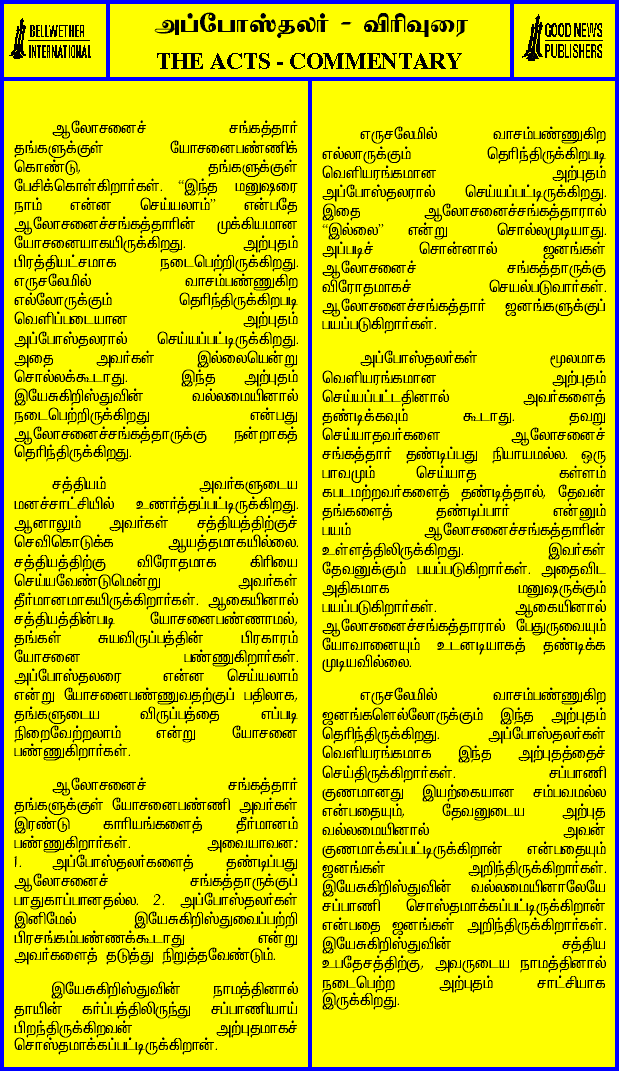 BELLWETHER
INTERNATIONAL
அப்போஸ்தலர் - விரிவுரை
THE ACTS - COMMENTARY
GOOD NEWS
PUBLISHERS
ஆலோசனைச் சங்கத்தார்
தங்களுக்குள் யோசனைபண்ணிக்
கொண்டு, தங்களுக்குள்
பேசிக்கொள்கிறார்கள். “இந்த மனுஷரை
நாம் என்ன செய்யலாம்” என்பதே
ஆலோசனைச்சங்கத்தாரின் முக்கியமான
யோசனையாகயிருக்கிறது. அற்புதம்
பிரத்தியட்சமாக நடைபெற்றிருக்கிறது.
எருசலேமில் வாசம்பண்ணுகிற
எல்லோருக்கும் தெரிந்திருக்கிறபடி
வெளிப்படையான அற்புதம்
அப்போஸ்தலரால் செய்யப்பட்டிருக்கிறது.
அதை அவர்கள் இல்லையென்று
சொல்லக்கூடாது. இந்த அற்புதம்
இயேசுகிறிஸ்துவின் வல்லமையினால்
நடைபெற்றிருக்கிறது என்பது
ஆலோசனைச்சங்கத்தாருக்கு நன்றாகத்
தெரிந்திருக்கிறது.
சத்தியம் அவர்களுடைய
மனச்சாட்சியில் உணர்த்தப்பட்டிருக்கிறது.
ஆனாலும் அவர்கள் சத்தியத்திற்குச்
செவிகொடுக்க ஆயத்தமாகயில்லை.
சத்தியத்திற்கு விரோதமாக கிரியை
செய்யவேண்டுமென்று அவர்கள்
தீர்மானமாகயிருக்கிறார்கள். ஆகையினால்
சத்தியத்தின்படி யோசனைபண்ணாமல்,
தங்கள் சுயவிருப்பத்தின் பிரகாரம்
யோசனை பண்ணுகிறார்கள்.
அப்போஸ்தலரை என்ன செய்யலாம்
என்று யோசனைபண்ணுவதற்குப் பதிலாக,
தங்களுடைய விருப்பத்தை எப்படி
நிறைவேற்றலாம் என்று யோசனை
பண்ணுகிறார்கள்.
ஆலோசனைச் சங்கத்தார்
தங்களுக்குள் யோசனைபண்ணி அவர்கள்
இரண்டு காரியங்களைத் தீர்மானம்
பண்ணுகிறார்கள். அவையாவன:
1. அப்போஸ்தலர்களைத் தண்டிப்பது
ஆலோசனைச் சங்கத்தாருக்குப்
பாதுகாப்பானதல்ல. 2. அப்போஸ்தலர்கள்
இனிமேல் இயேசுகிறிஸ்துவைப்பற்றி
பிரசங்கம்பண்ணக்கூடாது என்று
அவர்களைத் தடுத்து நிறுத்தவேண்டும்.
இயேசுகிறிஸ்துவின் நாமத்தினால்
தாயின் கர்ப்பத்திலிருந்து சப்பாணியாய்
பிறந்திருக்கிறவன் அற்புதமாகச்
சொஸ்தமாக்கப்பட்டிருக்கிறான்.
எருசலேமில் வாசம்பண்ணுகிற
எல்லாருக்கும் தெரிந்திருக்கிறபடி
வெளியரங்கமான அற்புதம்
அப்போஸ்தலரால் செய்யப்பட்டிருக்கிறது.
இதை ஆலோசனைச்சங்கத்தாரால்
“இல்லை” என்று சொல்லமுடியாது.
அப்படிச் சொன்னால் ஜனங்கள்
ஆலோசனைச் சங்கத்தாருக்கு
விரோதமாகச் செயல்படுவார்கள்.
ஆலோசனைச்சங்கத்தார் ஜனங்களுக்குப்
பயப்படுகிறார்கள்.
அப்போஸ்தலர்கள் மூலமாக
வெளியரங்கமான அற்புதம்
செய்யப்பட்டதினால் அவர்களைத்
தண்டிக்கவும் கூடாது. தவறு
செய்யாதவர்களை ஆலோசனைச்
சங்கத்தார் தண்டிப்பது நியாயமல்ல. ஒரு
பாவமும் செய்யாத கள்ளம்
கபடமற்றவர்களைத் தண்டித்தால், தேவன்
தங்களைத் தண்டிப்பார் என்னும்
பயம் ஆலோசனைச்சங்கத்தாரின்
உள்ளத்திலிருக்கிறது. இவர்கள்
தேவனுக்கும் பயப்படுகிறார்கள். அதைவிட
அதிகமாக மனுஷருக்கும்
பயப்படுகிறார்கள். ஆகையினால்
ஆலோசனைச்சங்கத்தாரால் பேதுருவையும்
யோவானையும் உடனடியாகத் தண்டிக்க
முடியவில்லை.
எருசலேமில் வாசம்பண்ணுகிற
ஜனங்களெல்லோருக்கும் இந்த அற்புதம்
தெரிந்திருக்கிறது. அப்போஸ்தலர்கள்
வெளியரங்கமாக இந்த அற்புதத்தைச்
செய்திருக்கிறார்கள். சப்பாணி
குணமானது இயற்கையான சம்பவமல்ல
என்பதையும், தேவனுடைய அற்புத
வல்லமையினால் அவன்
குணமாக்கப்பட்டிருக்கிறான் என்பதையும்
ஜனங்கள் அறிந்திருக்கிறார்கள்.
இயேசுகிறிஸ்துவின் வல்லமையினாலேயே
சப்பாணி சொஸ்தமாக்கப்பட்டிருக்கிறான்
என்பதை ஜனங்கள் அறிந்திருக்கிறார்கள்.
இயேசுகிறிஸ்துவின் சத்திய
உபதேசத்திற்கு, அவருடைய நாமத்தினால்
நடைபெற்ற அற்புதம் சாட்சியாக
இருக்கிறது.